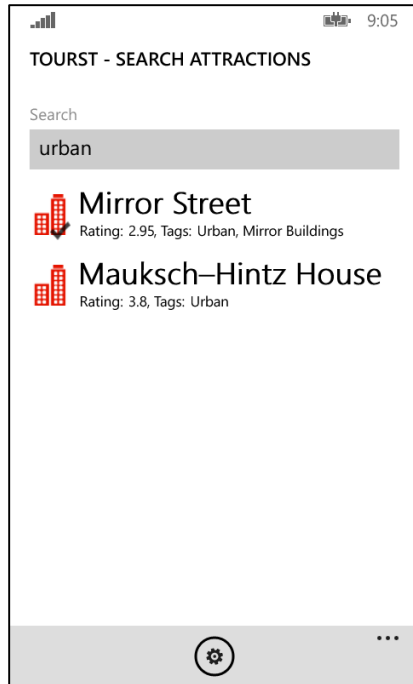 9:05
TOURST - SEARCH ATTRACTIONS
Search
urban
Mirror Street
Rating: 2.95, Tags: Urban, Mirror Buildings
Mauksch–Hintz House
Rating: 3.8, Tags: Urban